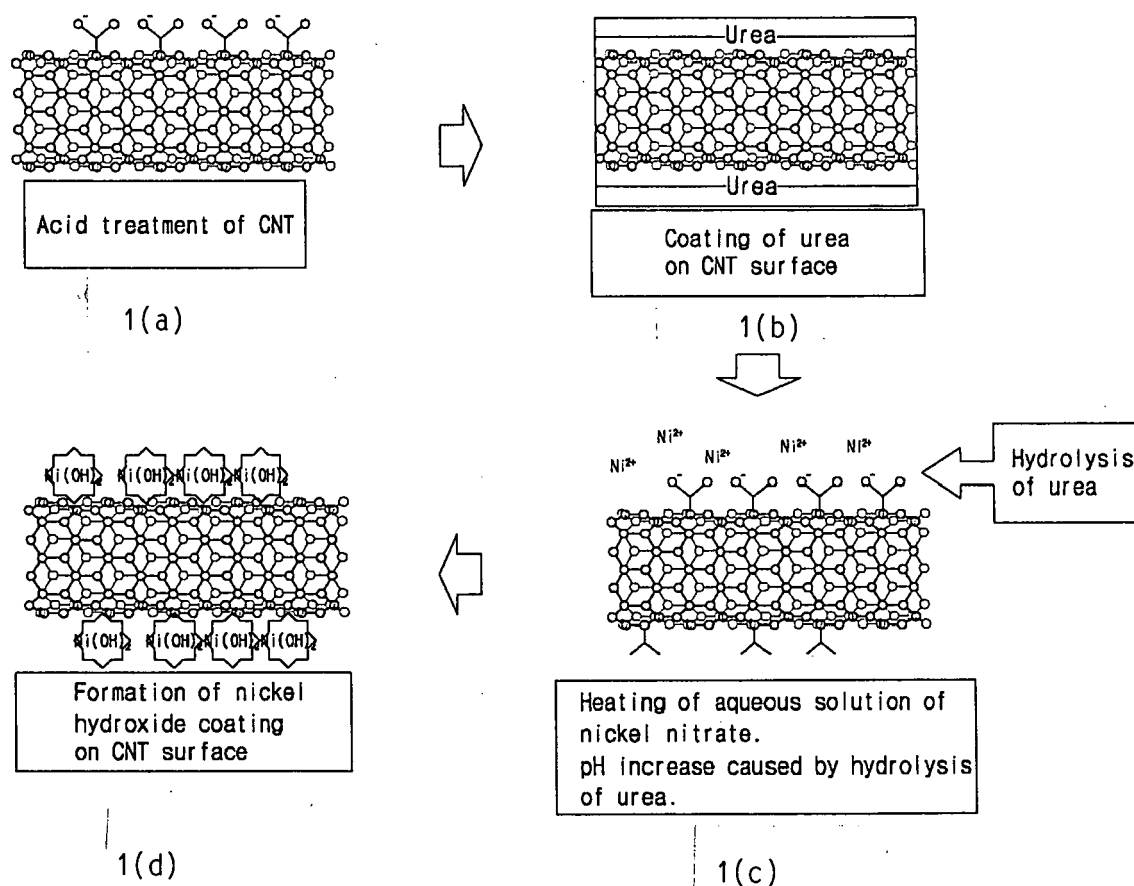 Urea
Urea
Acid treatment of CNT
Coating of urea
on CNT surface
1(a)
1(b)
Ni²⁺
Ni²⁺
Ni²⁺
Ni²⁺
Ni²⁺
Hydrolysis
of urea
Ni(OH)₂
Ni(OH)₂
Ni(OH)₂
Ni(OH)₂
Ni(OH)₂
Ni(OH)₂
Ni(OH)₂
Ni(OH)₂
Formation of nickel
hydroxide coating
on CNT surface
Heating of aqueous solution of
nickel nitrate.
pH increase caused by hydrolysis
of urea.
1(d)
1(c)